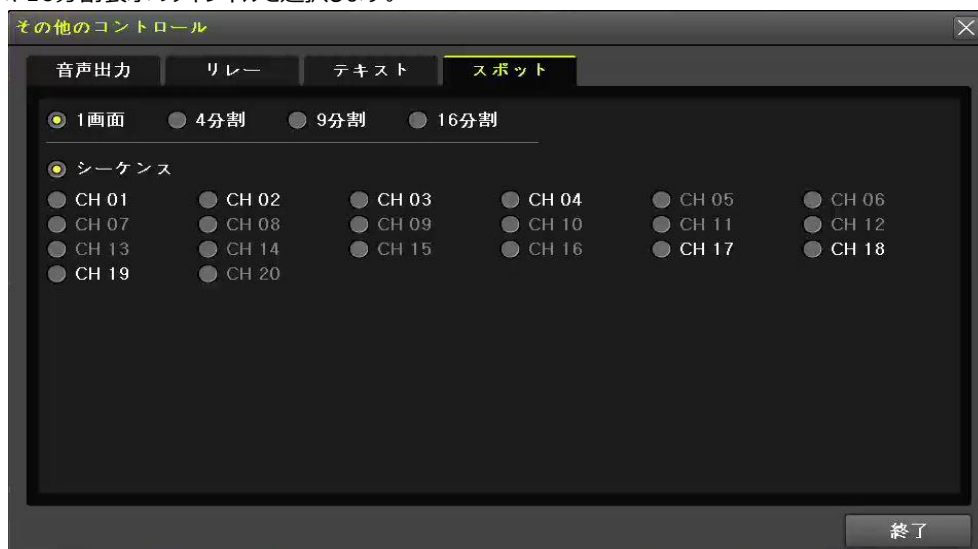 その他のコントロール
音声出力 リレー テキスト スポット
1画面 4分割 9分割 16分割
シーケンス
CH 01 CH 02 CH 03 CH 04 CH 05 CH 06
CH 07 CH 08 CH 09 CH 10 CH 11 CH 12
CH 13 CH 14 CH 15 CH 16 CH 17 CH 18
CH 19 CH 20
終了